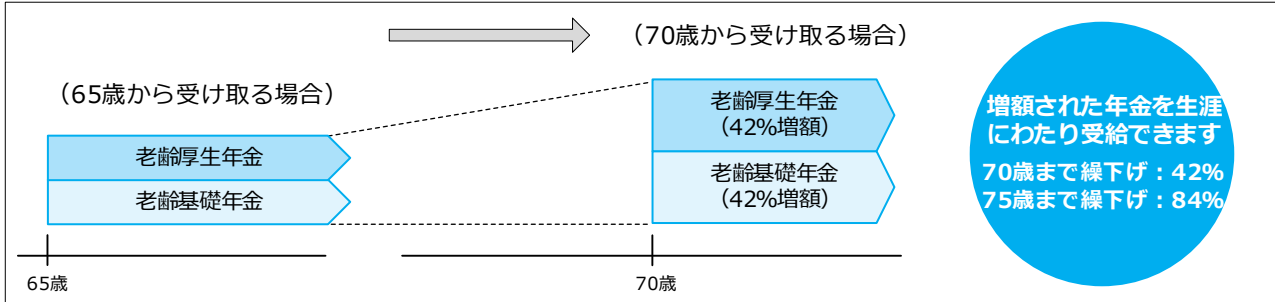 （70歳から受け取る場合）
（65歳から受け取る場合）
老齢厚生年金
老齢基礎年金
老齢厚生年金
（42%増額）
老齢基礎年金
（42%増額）
65歳
70歳
増額された年金を生涯
にわたり受給できます
70歳まで繰下げ：42%
75歳まで繰下げ：84%